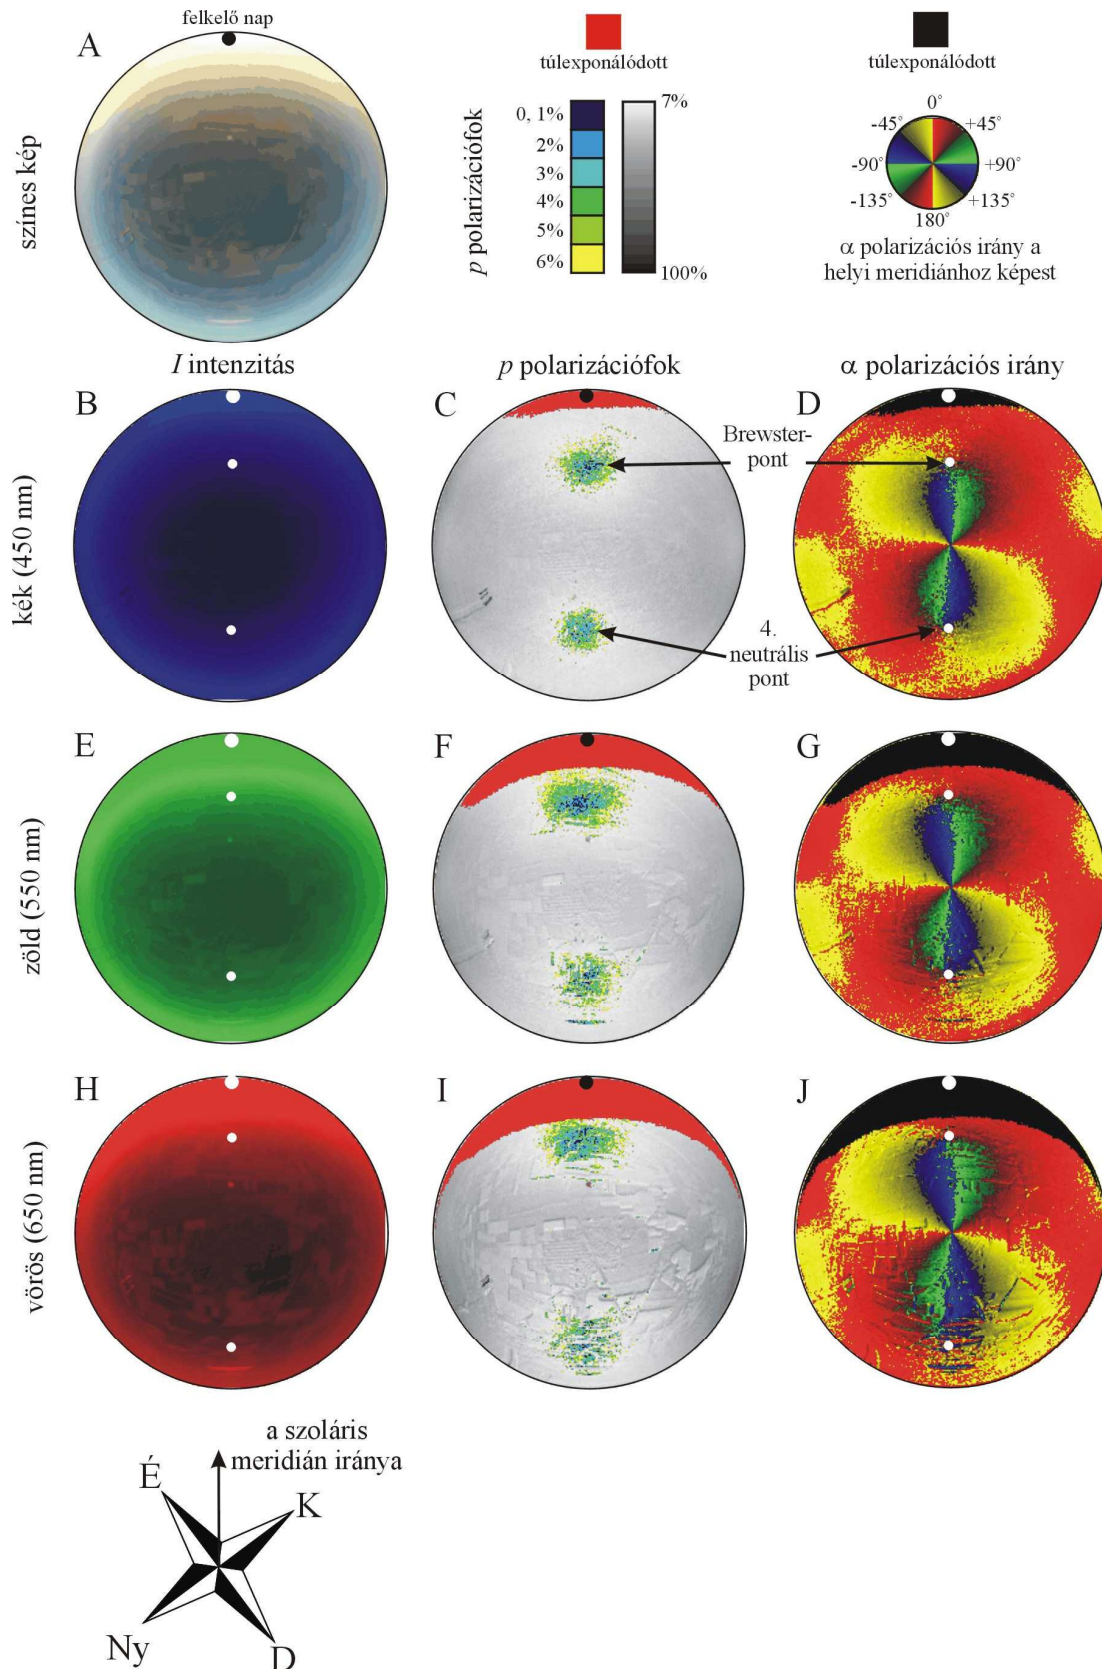 felkelő nap
A
színes kép
túlexponálódott
p polarizációfok
0, 1%
2%
3%
4%
5%
6%
7%
100%
túlexponálódott
0°
-45°
+45°
-90°
+90°
-135°
+135°
180°
α polarizációs irány a
helyi meridiánhoz képest
I intenzitás
p polarizációfok
α polarizációs irány
kék (450 nm)
B
C
D
Brewster-
pont
4.
neutrális
pont
zöld (550 nm)
E
F
G
vörös (650 nm)
H
I
J
a szoláris
meridián iránya
É
K
Ny
D